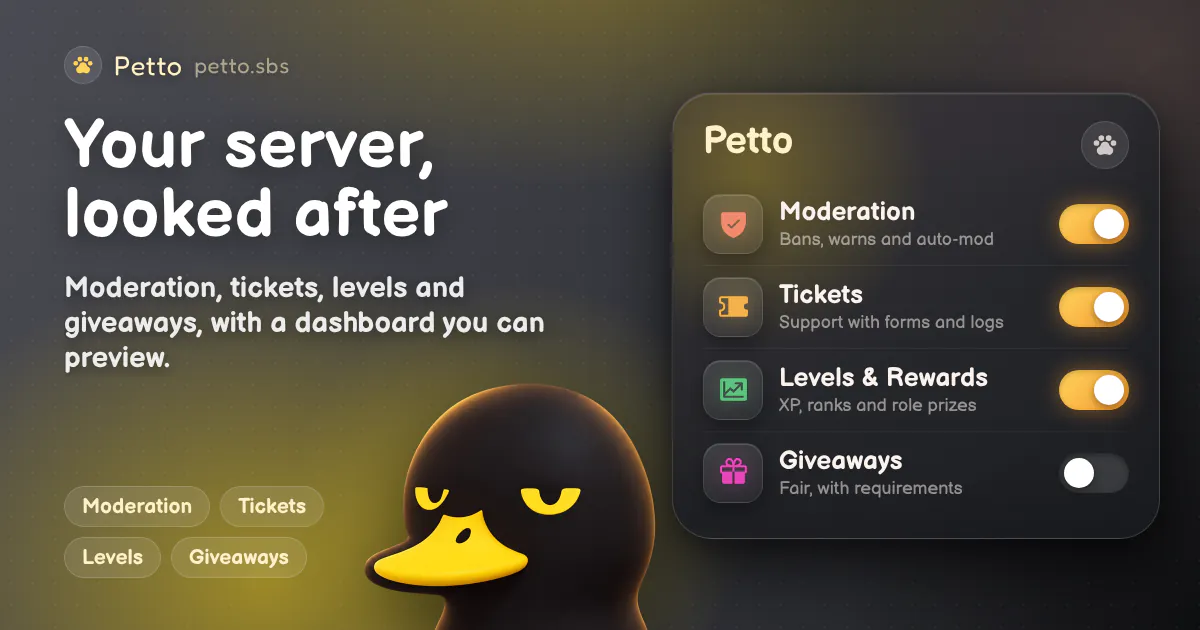 Petto petto.sbs
Your server,
looked after
Moderation, tickets, levels and
giveaways, with a dashboard you can
preview.
Moderation
Tickets
Levels
Giveaways
Petto
Moderation
Bans, warns and auto-mod
Tickets
Support with forms and logs
Levels & Rewards
XP, ranks and role prizes
Giveaways
Fair, with requirements